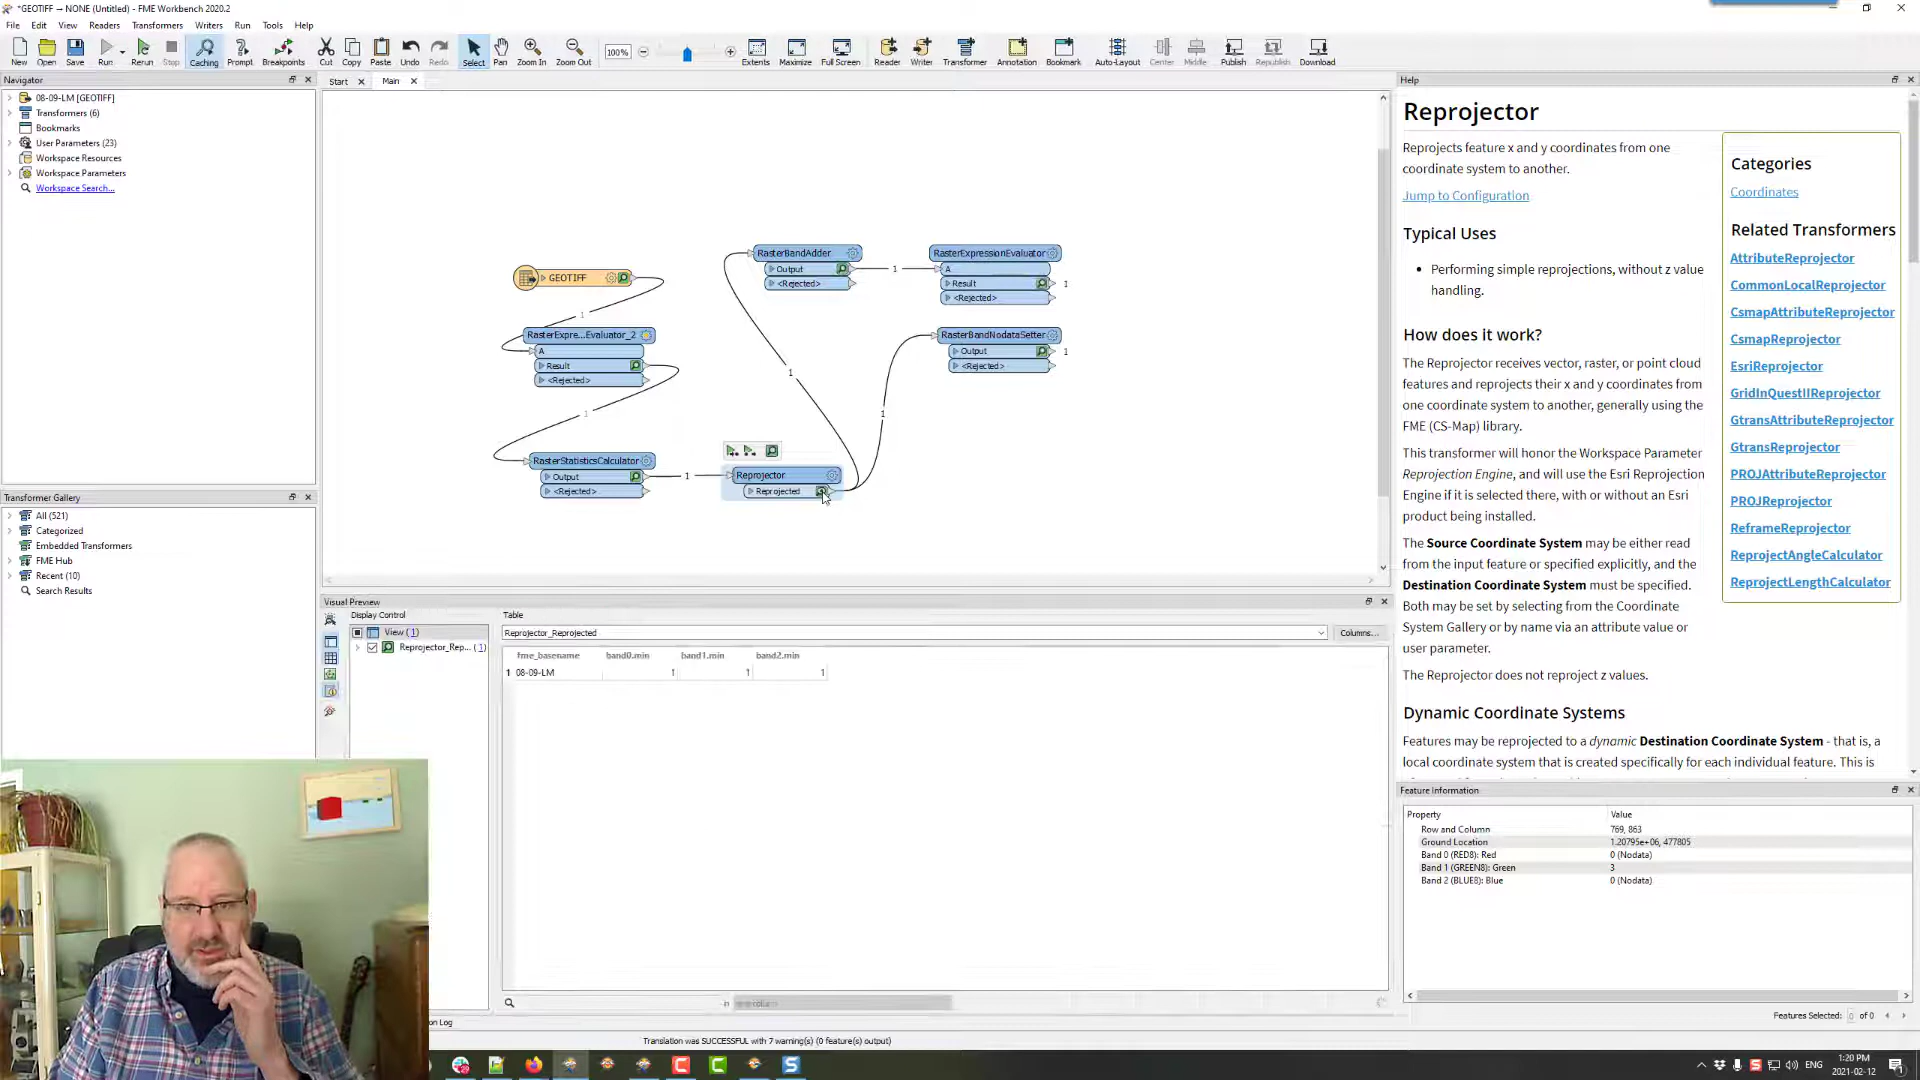 *GEOTIFF → NONE (Untitled) - FME Workbench 2020.2
File Edit View Readers Transformers Writers Run Tools Help
New Open Save Run Rerun Stop Caching Prompt Breakpoints Cut Copy Paste Undo Redo Select Pan Zoom In Zoom Out 100% Extents Maximize Full Screen Reader Writer Transformer Annotation Bookmark Auto-Layout Center Middle Publish Republish Download
Navigator
08-09-LM [GEOTIFF]
Transformers (6)
Bookmarks
User Parameters (23)
Workspace Resources
Workspace Parameters
Workspace Search...
Transformer Gallery
All (521)
Categorized
Embedded Transformers
FME Hub
Recent (10)
Search Results
Start Main
GEOTIFF
1
RasterExpre...Evaluator_2
A
Result
<Rejected>
1
RasterStatisticsCalculator
Output
<Rejected>
1
Reprojector
Reprojected
1
1
RasterBandAdder
Output
<Rejected>
1
RasterExpressionEvaluator
A
Result 1
<Rejected>
RasterBandNodataSetter
Output 1
<Rejected>
Visual Preview
Display Control
View (1)
Reprojector_Rep... (1)
Table
Reprojector_Reprojected
Columns...
fme_basename band0.min band1.min band2.min
1 08-09-LM 1 1 1
in
on Log
Translation was SUCCESSFUL with 7 warning(s) (0 feature(s) output)
Help
Reprojector
Reprojects feature x and y coordinates from one
coordinate system to another.
Jump to Configuration
Typical Uses
• Performing simple reprojections, without z value
handling.
How does it work?
The Reprojector receives vector, raster, or point cloud
features and reprojects their x and y coordinates from
one coordinate system to another, generally using the
FME (CS-Map) library.
This transformer will honor the Workspace Parameter
Reprojection Engine, and will use the Esri Reprojection
Engine if it is selected there, with or without an Esri
product being installed.
The Source Coordinate System may be either read
from the input feature or specified explicitly, and the
Destination Coordinate System must be specified.
Both may be set by selecting from the Coordinate
System Gallery or by name via an attribute value or
user parameter.
The Reprojector does not reproject z values.
Dynamic Coordinate Systems
Features may be reprojected to a dynamic Destination Coordinate System - that is, a
local coordinate system that is created specifically for each individual feature. This is
Categories
Coordinates
Related Transformers
AttributeReprojector
CommonLocalReprojector
CsmapAttributeReprojector
CsmapReprojector
EsriReprojector
GridInQuestIIReprojector
GtransAttributeReprojector
GtransReprojector
PROJAttributeReprojector
PROJReprojector
ReframeReprojector
ReprojectAngleCalculator
ReprojectLengthCalculator
Feature Information
Property Value
Row and Column 769, 863
Ground Location 1.20795e+06, 477805
Band 0 (RED8): Red 0 (Nodata)
Band 1 (GREEN8): Green 3
Band 2 (BLUE8): Blue 0 (Nodata)
Features Selected: 0 of 0
ENG
1:20 PM
2021-02-12